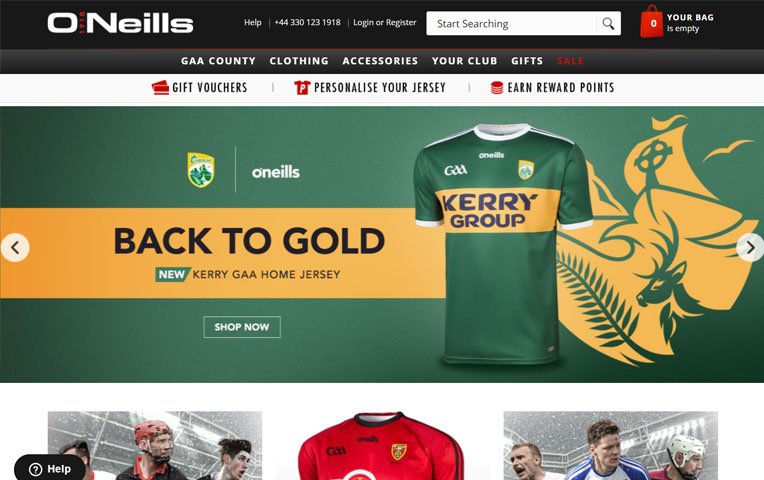 O'Neills
1918
Help | +44 330 123 1918 | Login or Register
Start Searching
0
YOUR BAG
is empty
GAA COUNTY CLOTHING ACCESSORIES YOUR CLUB GIFTS SALE
GIFT VOUCHERS | PERSONALISE YOUR JERSEY | EARN REWARD POINTS
oneills
BACK TO GOLD
NEW KERRY GAA HOME JERSEY
SHOP NOW
GAA
oneills
KERRY
GROUP
GAA
oneills
Help